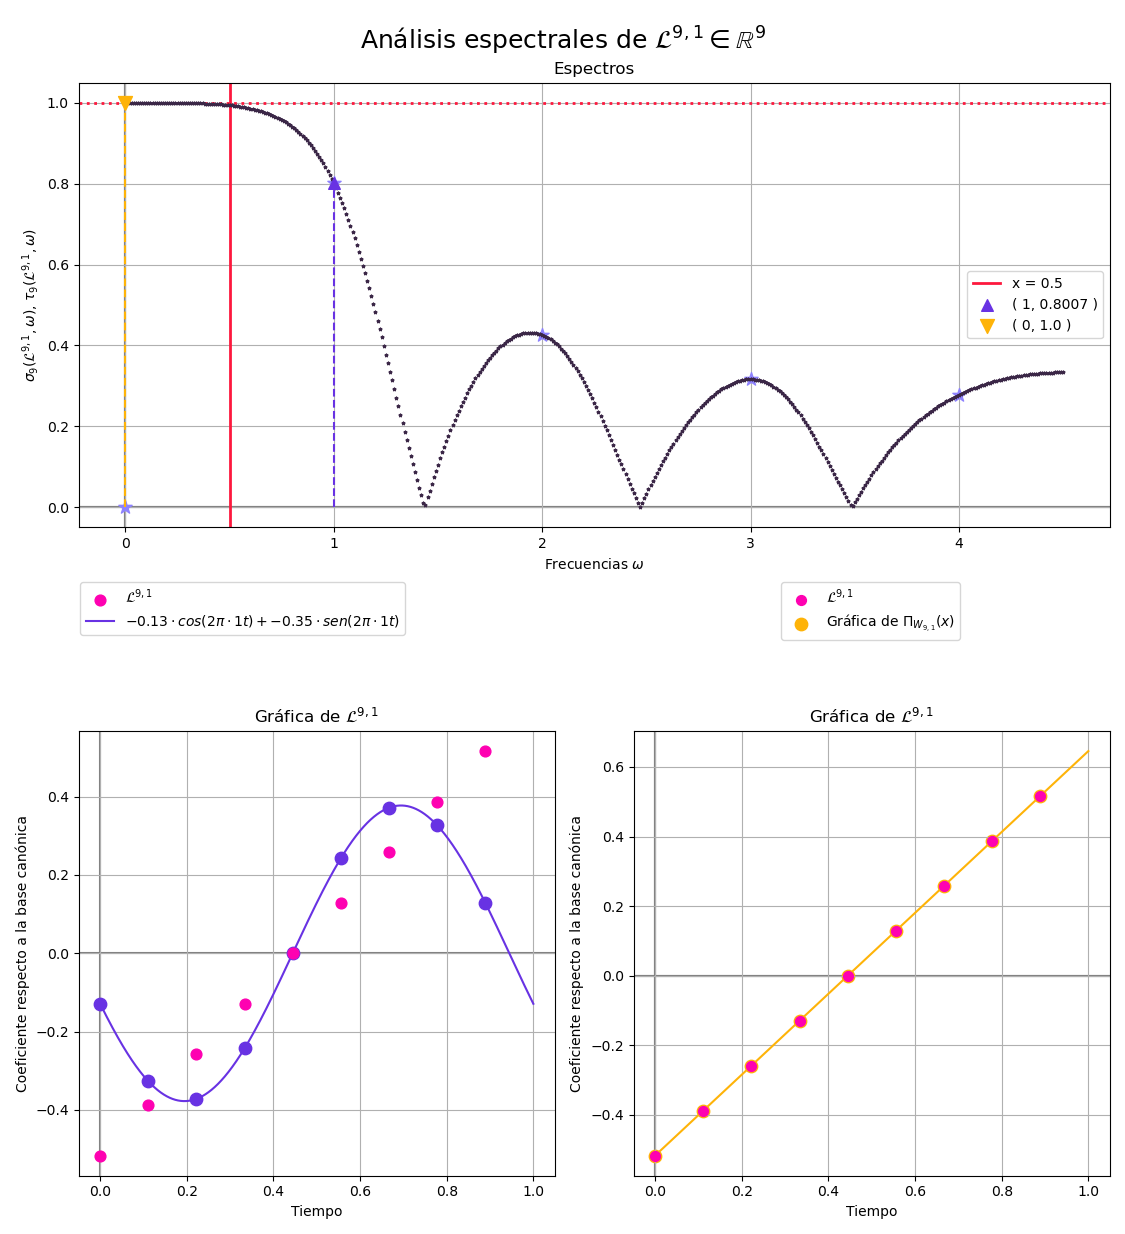 Análisis espectrales de 𝓛^{9,1} ∈ ℝ^9
Espectros
1.0
0.8
0.6
0.4
0.2
0.0
σ_9(𝓛^{9,1}, ω), τ_9(𝓛^{9,1}, ω)
x = 0.5
( 1, 0.8007 )
( 0, 1.0 )
0 1 2 3 4
Frecuencias ω
𝓛^{9,1}
−0.13 · cos(2π · 1t) + −0.35 · sen(2π · 1t)
𝓛^{9,1}
Gráfica de Π_{W_{9,1}}(x)
Gráfica de 𝓛^{9,1}
0.4
0.2
0.0
−0.2
−0.4
Coeficiente respecto a la base canónica
0.0 0.2 0.4 0.6 0.8 1.0
Tiempo
Gráfica de 𝓛^{9,1}
0.6
0.4
0.2
0.0
−0.2
−0.4
Coeficiente respecto a la base canónica
0.0 0.2 0.4 0.6 0.8 1.0
Tiempo